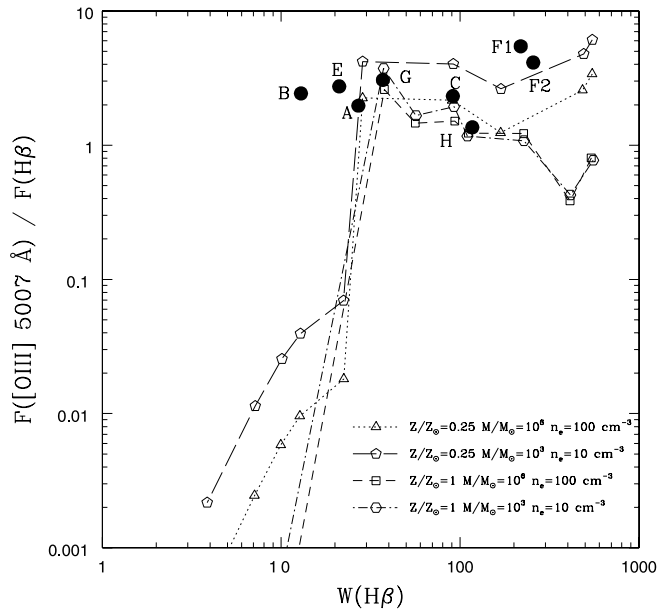 10
F1
F2
E
B
G
C
A
H
1
0.1
0.01
0.001
F([OIII] 5007 Å) / F(Hβ)
Z/Z⊙=0.25 M/M⊙=10⁶ nₑ=100 cm⁻³
Z/Z⊙=0.25 M/M⊙=10³ nₑ=10 cm⁻³
Z/Z⊙=1 M/M⊙=10⁶ nₑ=100 cm⁻³
Z/Z⊙=1 M/M⊙=10³ nₑ=10 cm⁻³
1 10 100 1000
W(Hβ)